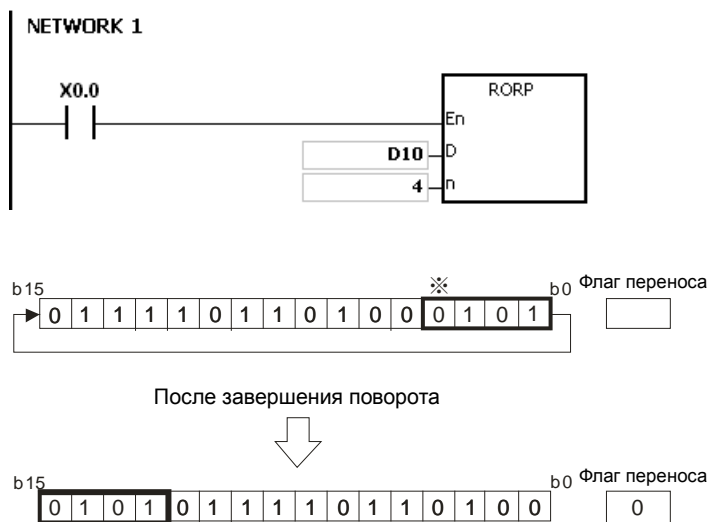 NETWORK 1
X0.0
RORP
En
D10 D
4 n
※
b15 b0 Флаг переноса
0 1 1 1 1 0 1 1 0 1 0 0 0 1 0 1
После завершения поворота
b15 b0 Флаг переноса
0 1 0 1 0 1 1 1 1 0 1 1 0 1 0 0 0